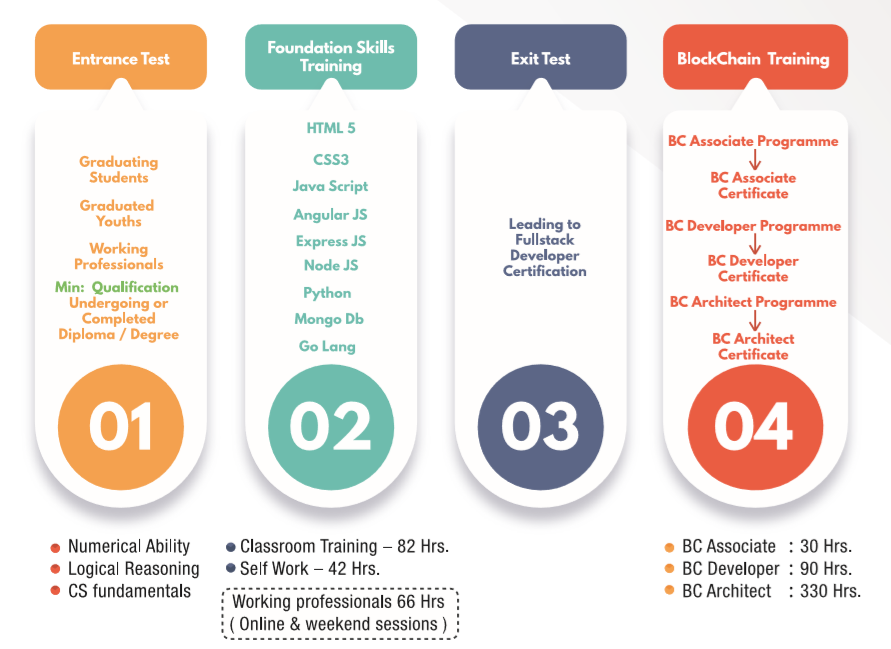 Entrance Test
Graduating
Students
Graduated
Youths
Working
Professionals
Min: Qualification
Undergoing or
Completed
Diploma / Degree
01
Numerical Ability
Logical Reasoning
CS fundamentals
Foundation Skills
Training
HTML 5
CSS3
Java Script
Angular JS
Express JS
Node JS
Python
Mongo Db
Go Lang
02
Classroom Training – 82 Hrs.
Self Work – 42 Hrs.
Working professionals 66 Hrs
( Online & weekend sessions )
Exit Test
Leading to
Fullstack
Developer
Certification
03
BlockChain Training
BC Associate Programme
BC Associate
Certificate
BC Developer Programme
BC Developer
Certificate
BC Architect Programme
BC Architect
Certificate
04
BC Associate : 30 Hrs.
BC Developer : 90 Hrs.
BC Architect : 330 Hrs.